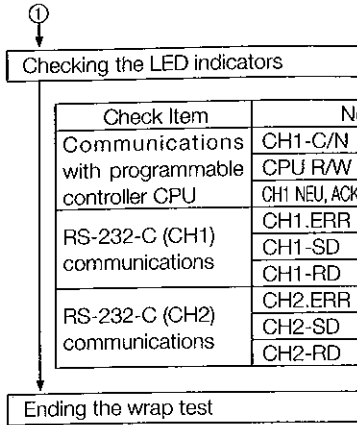 ①
Checking the LED indicators
Check Item
Communications with programmable controller CPU
CH1-C/N
CPU R/W
CH1 NEU, ACK
RS-232-C (CH1) communications
CH1.ERR
CH1-SD
CH1-RD
RS-232-C (CH2) communications
CH2.ERR
CH2-SD
CH2-RD
Ending the wrap test